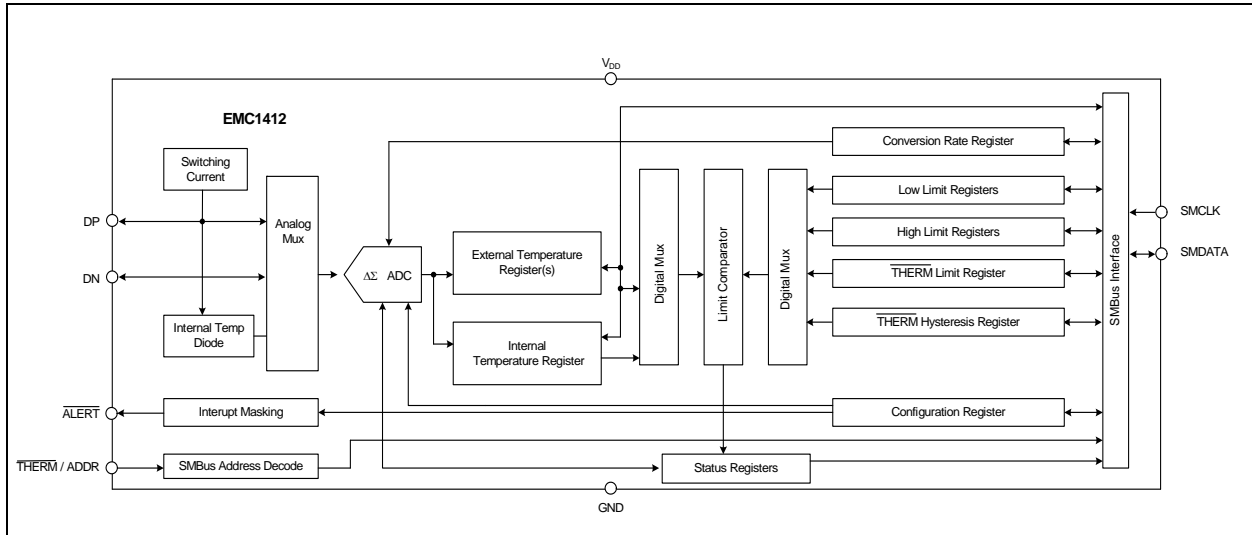 VDD
EMC1412
Switching
Current
Conversion Rate Register
Analog
Mux
Low Limit Registers
DP
SMCLK
High Limit Registers
External Temperature
Register(s)
DN
ΔΣ ADC
Digital Mux
Limit Comparator
Digital Mux
THERM Limit Register
SMBus Interface
SMDATA
Internal Temp
Diode
Internal
Temperature Register
THERM Hysteresis Register
ALERT
Interupt Masking
Configuration Register
THERM / ADDR
SMBus Address Decode
Status Registers
GND